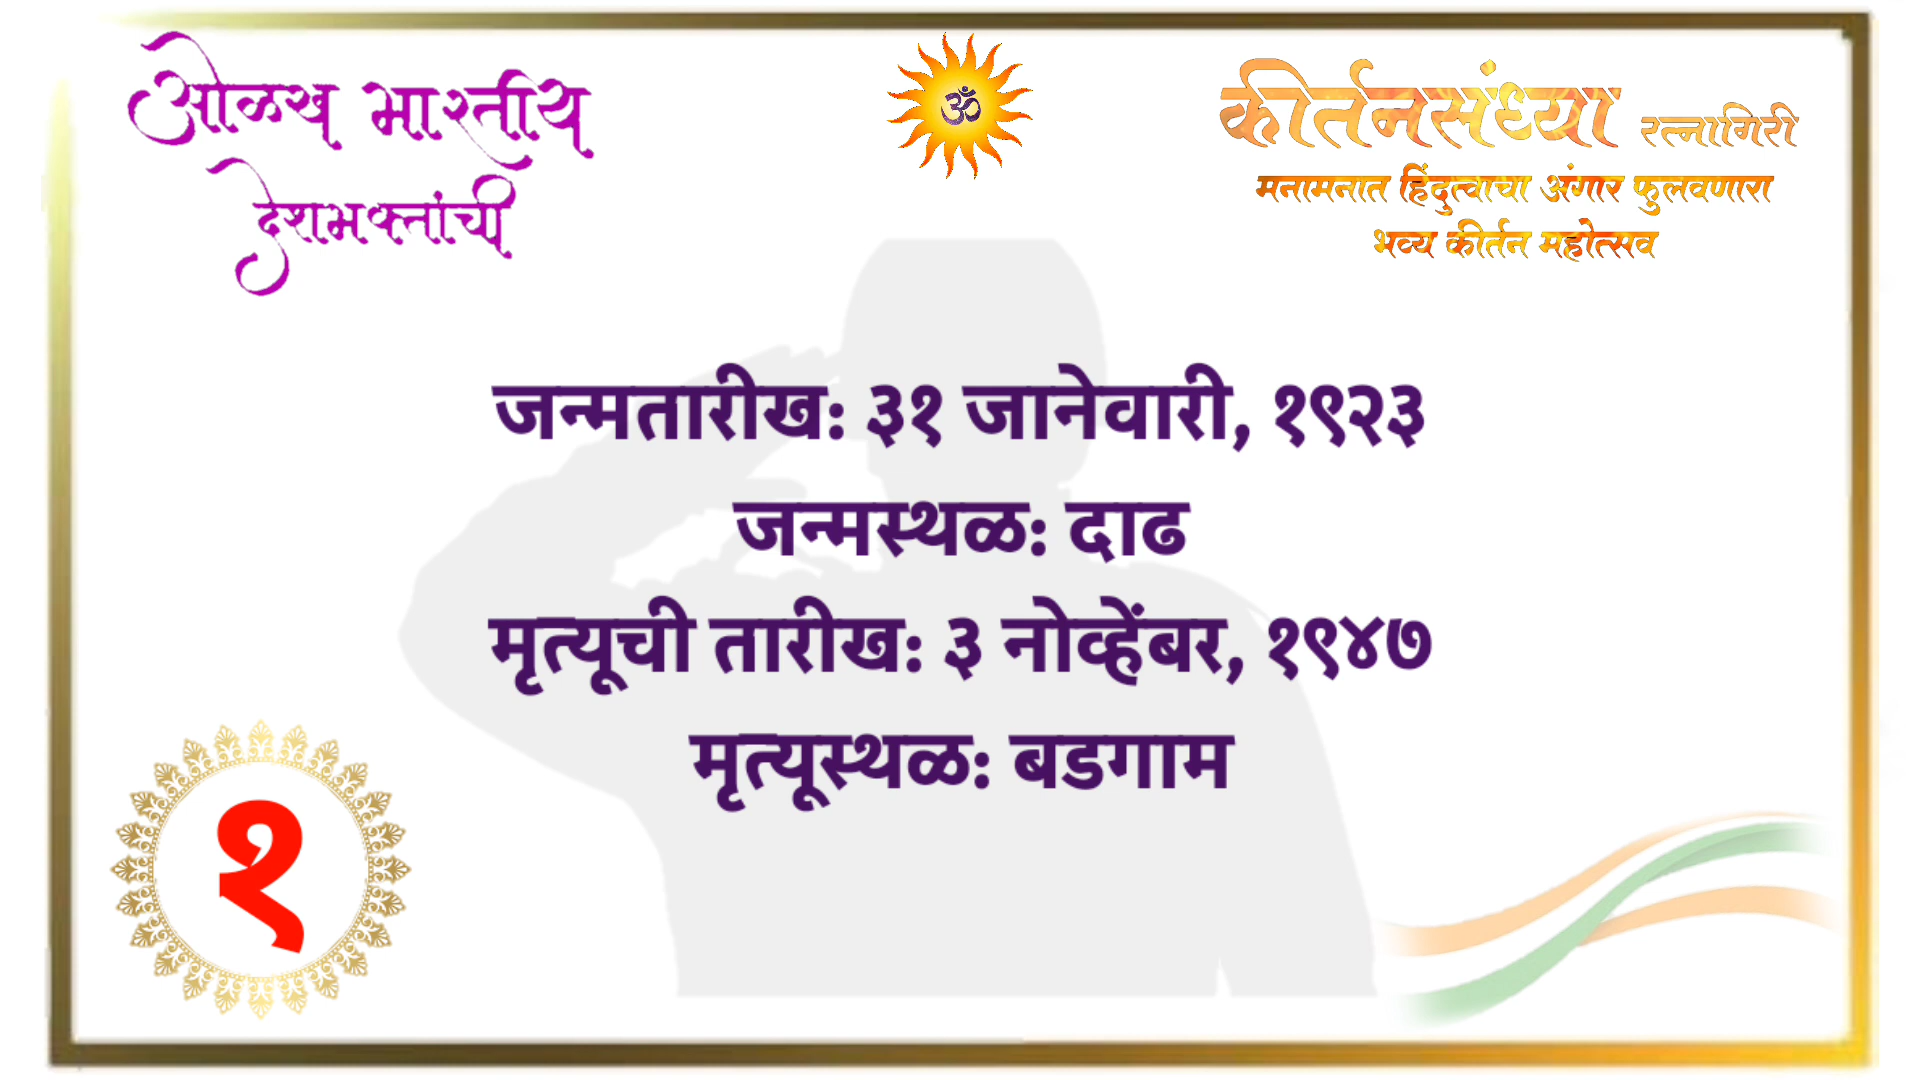 ओळख भारतीय
देशभक्तांची
ॐ
कीर्तनसंध्या रत्नागिरी
मनामनात हिंदुत्वाचा अंगार फुलवणारा
भव्य कीर्तन महोत्सव
जन्मतारीख: ३१ जानेवारी, १९२३
जन्मस्थळ: दाढ
मृत्यूची तारीख: ३ नोव्हेंबर, १९४७
मृत्यूस्थळ: बडगाम
१